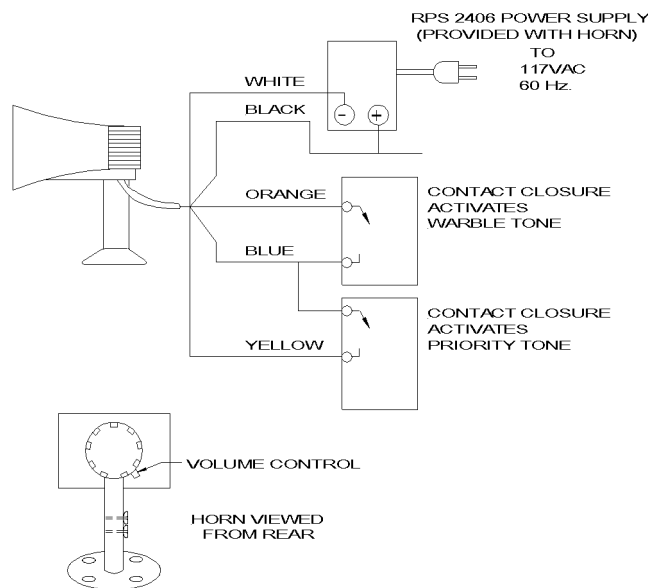 RPS 2406 POWER SUPPLY
(PROVIDED WITH HORN)
TO
117VAC
60 Hz.
WHITE
BLACK
-
+
ORANGE
CONTACT CLOSURE
ACTIVATES
WARBLE TONE
BLUE
CONTACT CLOSURE
ACTIVATES
PRIORITY TONE
YELLOW
VOLUME CONTROL
HORN VIEWED
FROM REAR